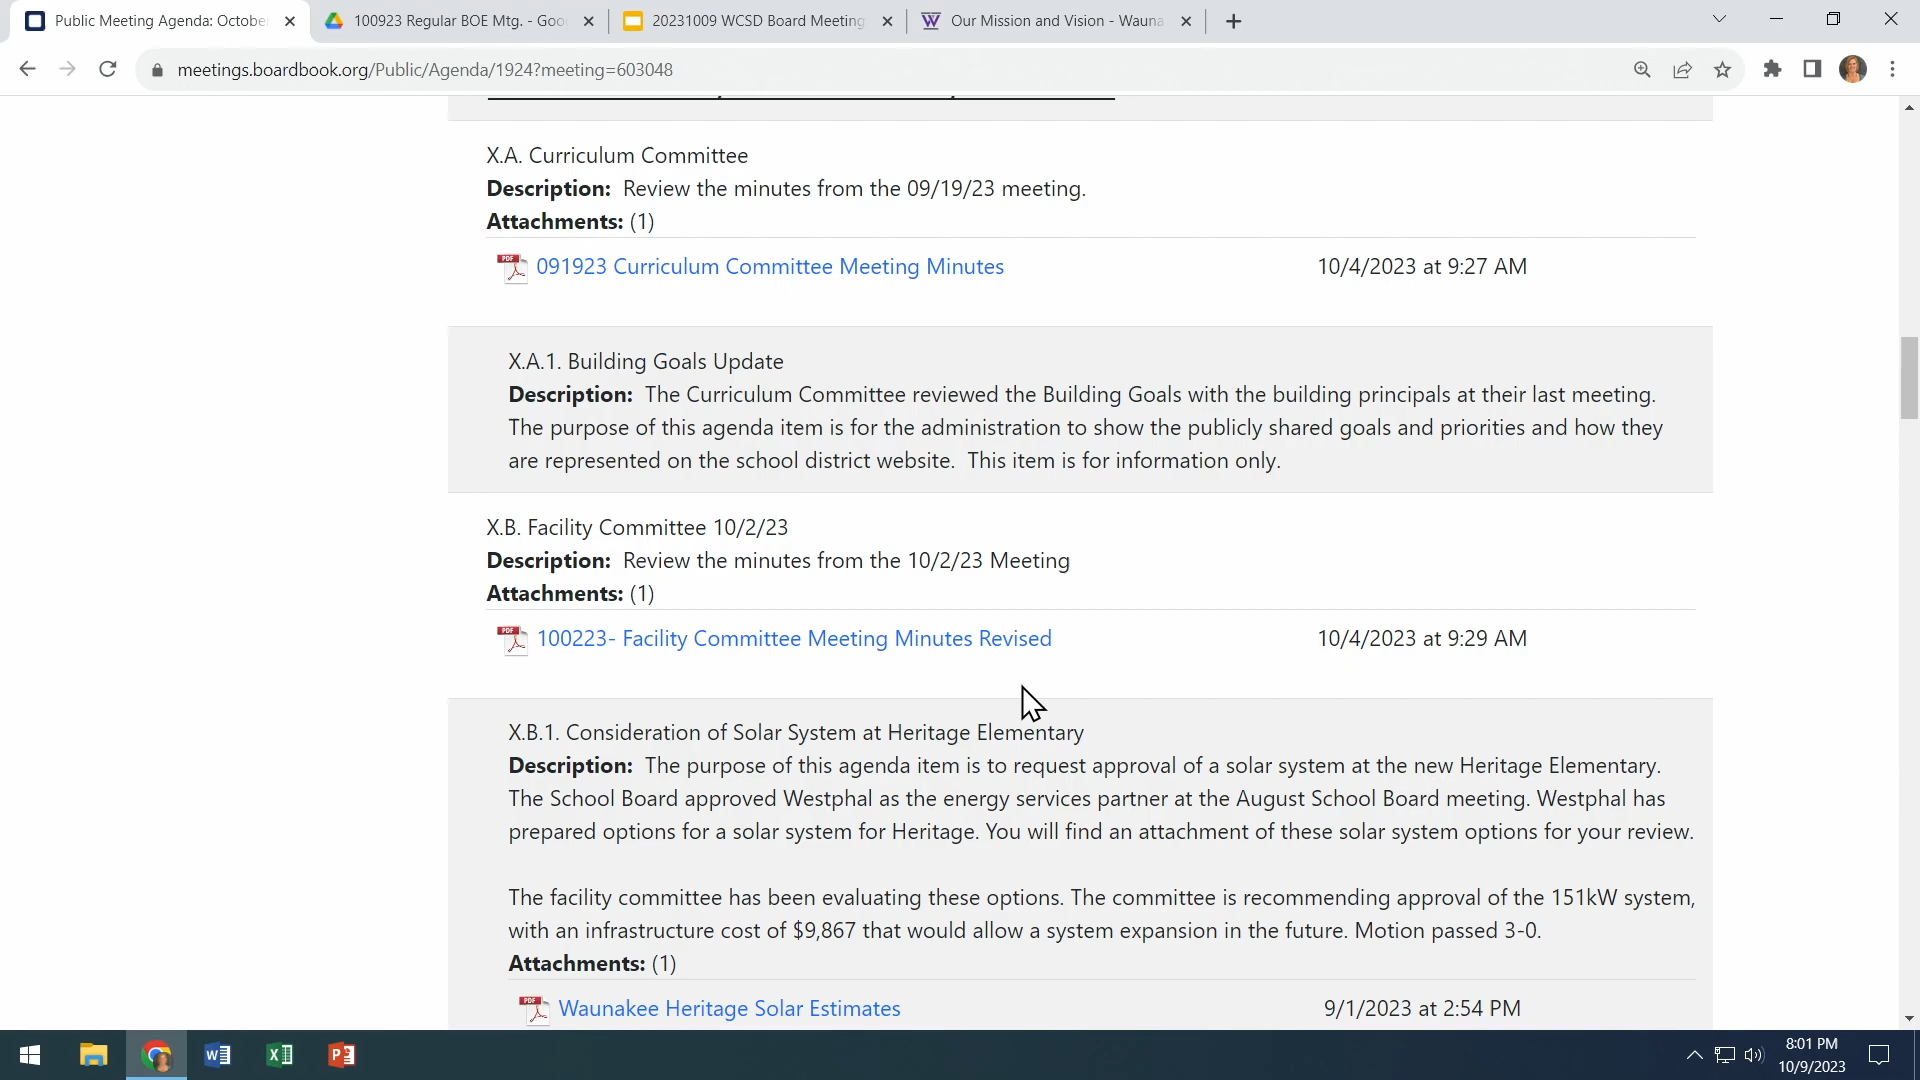 Public Meeting Agenda: October
100923 Regular BOE Mtg. - Goo
20231009 WCSD Board Meeting
Our Mission and Vision - Wauna
meetings.boardbook.org/Public/Agenda/1924?meeting=603048
X.A. Curriculum Committee
Description: Review the minutes from the 09/19/23 meeting.
Attachments: (1)
091923 Curriculum Committee Meeting Minutes 10/4/2023 at 9:27 AM
X.A.1. Building Goals Update
Description: The Curriculum Committee reviewed the Building Goals with the building principals at their last meeting.
The purpose of this agenda item is for the administration to show the publicly shared goals and priorities and how they
are represented on the school district website. This item is for information only.
X.B. Facility Committee 10/2/23
Description: Review the minutes from the 10/2/23 Meeting
Attachments: (1)
100223- Facility Committee Meeting Minutes Revised 10/4/2023 at 9:29 AM
X.B.1. Consideration of Solar System at Heritage Elementary
Description: The purpose of this agenda item is to request approval of a solar system at the new Heritage Elementary.
The School Board approved Westphal as the energy services partner at the August School Board meeting. Westphal has
prepared options for a solar system for Heritage. You will find an attachment of these solar system options for your review.
The facility committee has been evaluating these options. The committee is recommending approval of the 151kW system,
with an infrastructure cost of $9,867 that would allow a system expansion in the future. Motion passed 3-0.
Attachments: (1)
Waunakee Heritage Solar Estimates 9/1/2023 at 2:54 PM
8:01 PM
10/9/2023